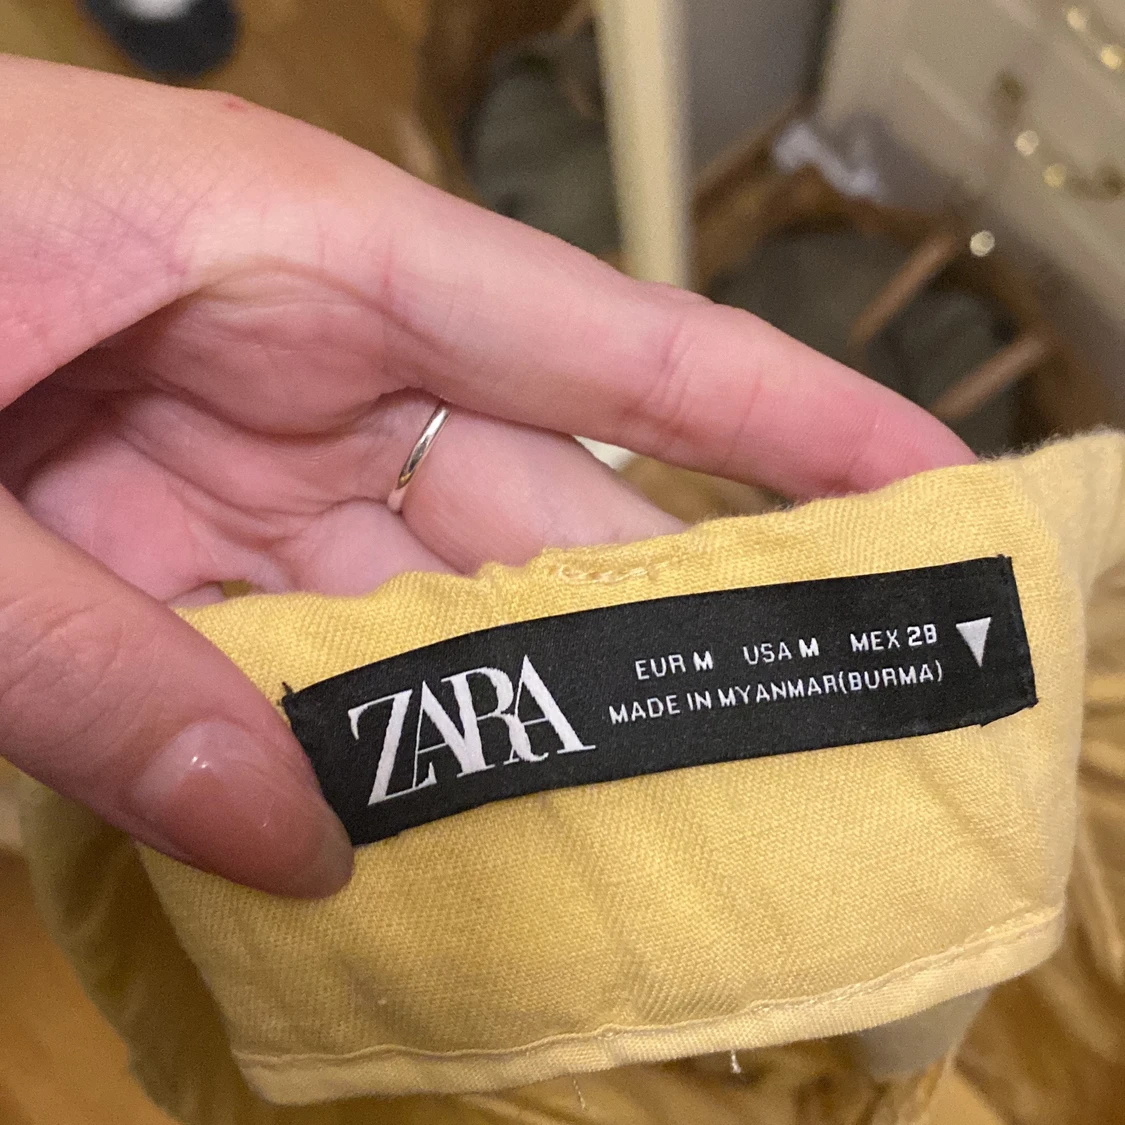 ZARA
EUR M USA M MEX 28
MADE IN MYANMAR(BURMA)